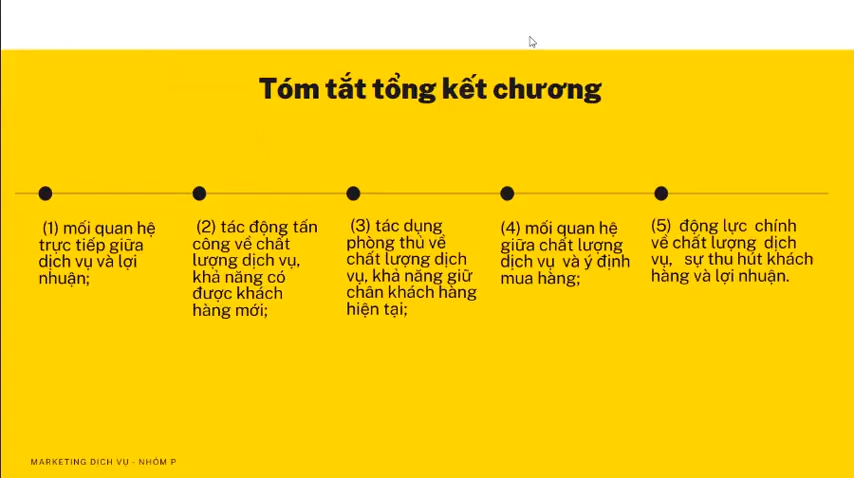 Tóm tắt tổng kết chương
(1) mối quan hệ
trực tiếp giữa
dịch vụ và lợi
nhuận;
(2) tác động tấn
công về chất
lượng dịch vụ,
khả năng có
được khách
hàng mới;
(3) tác dụng
phòng thủ về
chất lượng dịch
vụ, khả năng giữ
chân khách hàng
hiện tại;
(4) mối quan hệ
giữa chất lượng
dịch vụ và ý định
mua hàng;
(5) động lực chính
về chất lượng dịch
vụ, sự thu hút khách
hàng và lợi nhuận.
MARKETING DỊCH VỤ - NHÓM P